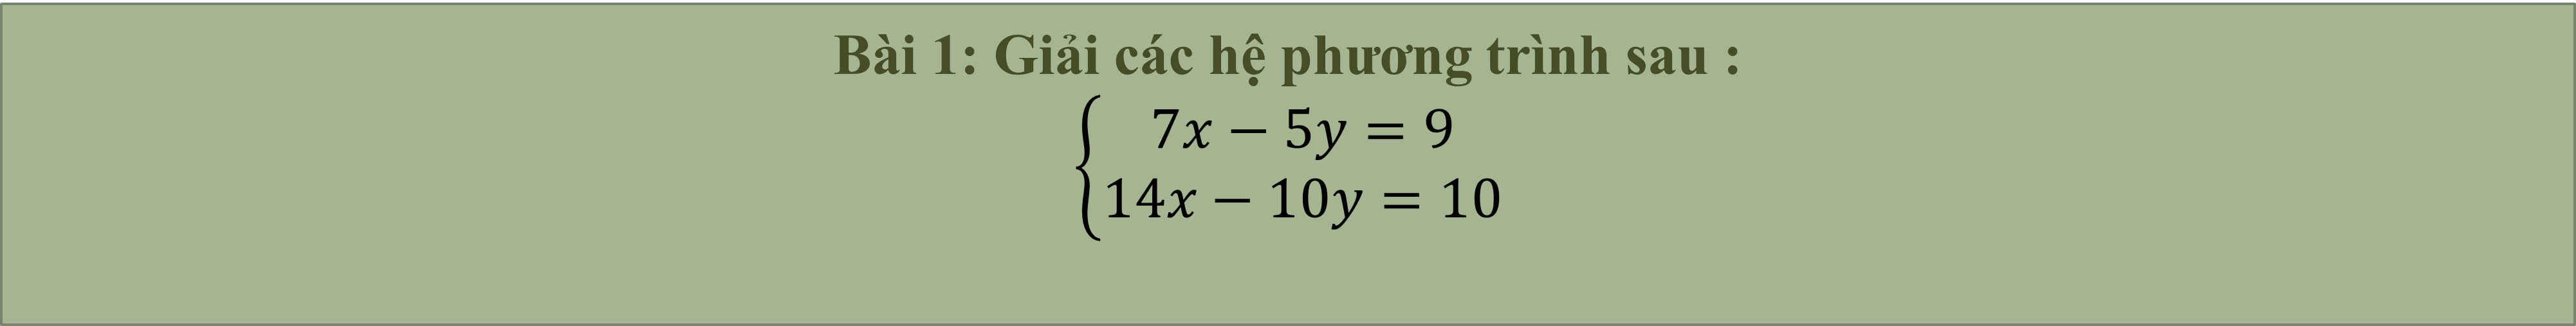 Bài 1: Giải các hệ phương trình sau :
7x − 5y = 9
14x − 10y = 10